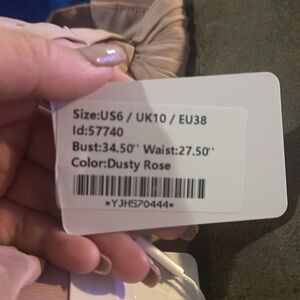 Size:US6 / UK10 / EU38
Id:57740
Bust:34.50'' Waist:27.50''
Color:Dusty Rose
*YJHS70444*